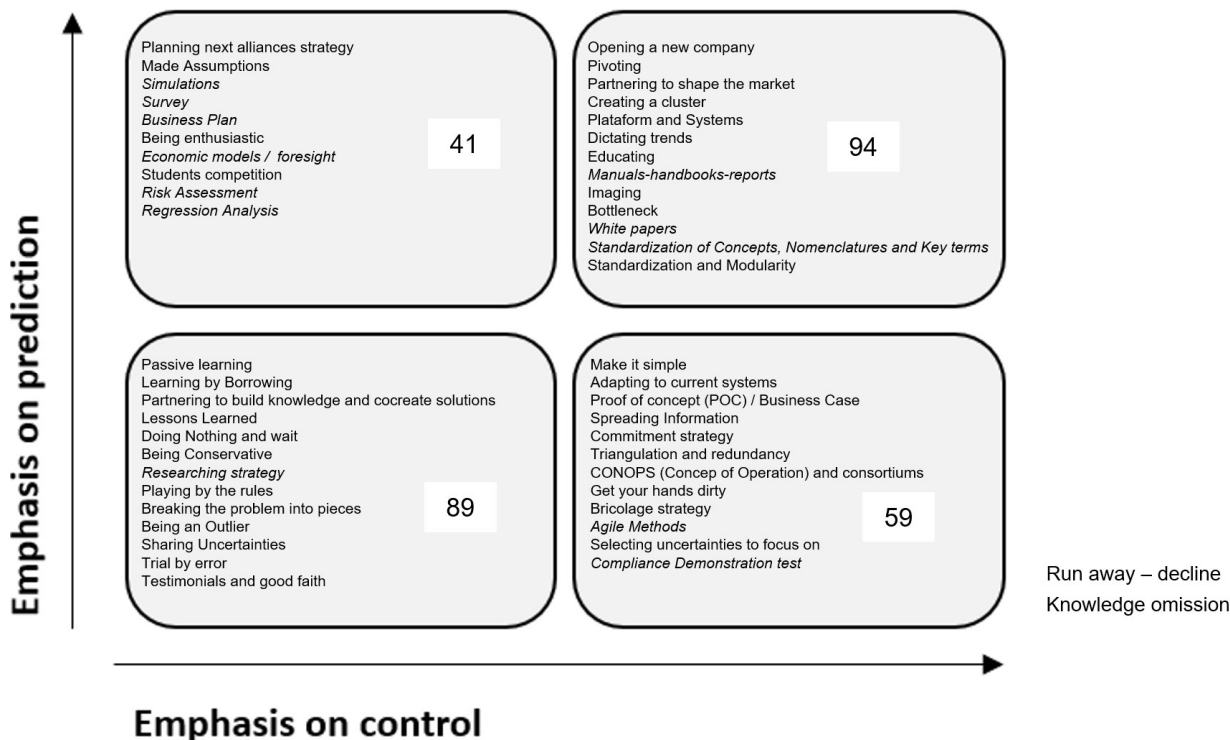 Emphasis on prediction
Planning next alliances strategy
Made Assumptions
Simulations
Survey
Business Plan
Being enthusiastic
Economic models / foresight
Students competition
Risk Assessment
Regression Analysis
41
Opening a new company
Pivoting
Partnering to shape the market
Creating a cluster
Plataform and Systems
Dictating trends
Educating
Manuals-handbooks-reports
Imaging
Bottleneck
White papers
Standardization of Concepts, Nomenclatures and Key terms
Standardization and Modularity
94
Passive learning
Learning by Borrowing
Partnering to build knowledge and cocreate solutions
Lessons Learned
Doing Nothing and wait
Being Conservative
Researching strategy
Playing by the rules
Breaking the problem into pieces
Being an Outlier
Sharing Uncertainties
Trial by error
Testimonials and good faith
89
Make it simple
Adapting to current systems
Proof of concept (POC) / Business Case
Spreading Information
Commitment strategy
Triangulation and redundancy
CONOPS (Concep of Operation) and consortiums
Get your hands dirty
Bricolage strategy
Agile Methods
Selecting uncertainties to focus on
Compliance Demonstration test
59
Run away – decline
Knowledge omission
Emphasis on control